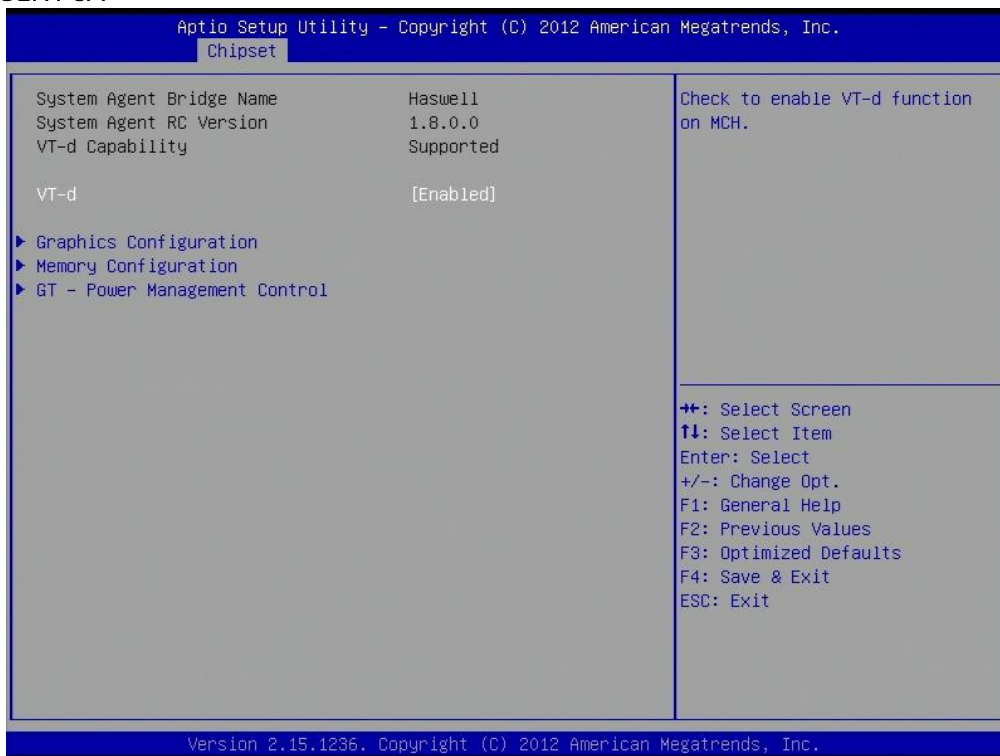 Aptio Setup Utility – Copyright (C) 2012 American Megatrends, Inc.
Chipset
System Agent Bridge Name Haswell
System Agent RC Version 1.8.0.0
VT-d Capability Supported
VT-d [Enabled]
Graphics Configuration
Memory Configuration
GT – Power Management Control
Check to enable VT-d function
on MCH.
→←: Select Screen
↑↓: Select Item
Enter: Select
+/-: Change Opt.
F1: General Help
F2: Previous Values
F3: Optimized Defaults
F4: Save & Exit
ESC: Exit
Version 2.15.1236. Copyright (C) 2012 American Megatrends, Inc.